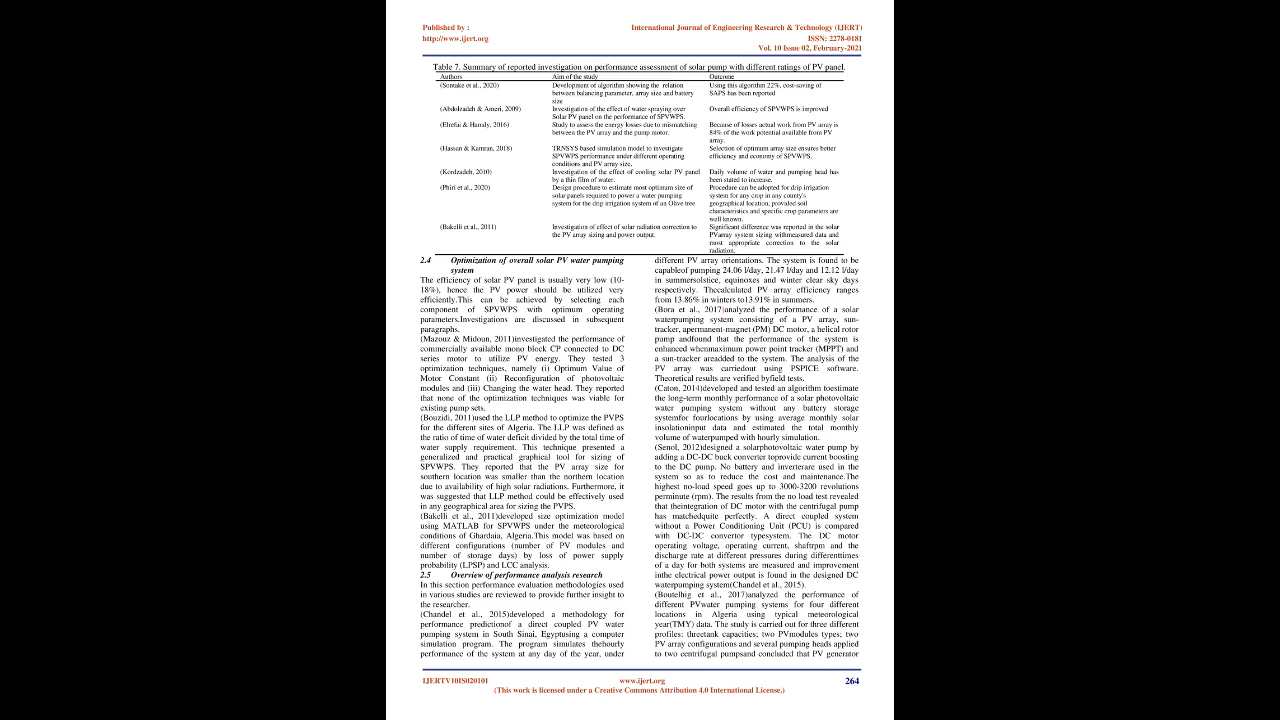 Published by :
International Journal of Engineering Research & Technology (IJERT)
http://www.ijert.org
ISSN: 2278-0181
Vol. 10 Issue 02, February-2021
Table 7. Summary of reported investigation on performance assessment of solar pump with different ratings of PV panel.
Authors Aim of the study Outcome
(Sontake et al., 2020) Development of algorithm showing the relation Using this algorithm 22%, cost-saving of
between balancing parameter, array size and battery SAPS has been reported
size
(Abdolzadeh & Ameri, 2009) Investigation of the effect of water spraying over Overall efficiency of SPVWPS is improved
Solar PV panel on the performance of SPVWPS.
(Elrefai & Hamdy, 2016) Study to assess the energy losses due to mismatching Because of losses actual work from PV array is
between the PV array and the pump motor. 84% of the work potential available from PV
array.
(Hassan & Kamran, 2018) TRNSYS based simulation model to investigate Selection of optimum array size ensures better
SPVWPS performance under different operating efficiency and economy of SPVWPS.
conditions and PV array size.
(Kordzadeh, 2010) Investigation of the effect of cooling solar PV panel Daily volume of water and pumping head has
by a thin film of water. been stated to increase.
(Phiri et al., 2020) Design procedure to estimate most optimum size of Procedure can be adopted for drip irrigation
solar panels required to power a water pumping system for any crop in any county's
system for the drip irrigation system of an Olive tree geographical location, provided soil
characteristics and specific crop parameters are
well known.
(Bakelli et al., 2011) Investigation of effect of solar radiation correction to Significant difference was reported in the solar
the PV array sizing and power output. PVarray system sizing withmeasured data and
most appropriate correction to the solar
radiation.
2.4 Optimization of overall solar PV water pumping
system
The efficiency of solar PV panel is usually very low (10-
18%), hence the PV power should be utilized very
efficiently.This can be achieved by selecting each
component of SPVWPS with optimum operating
parameters.Investigations are discussed in subsequent
paragraphs.
(Mazouz & Midoun, 2011)investigated the performance of
commercially available mono block CP connected to DC
series motor to utilize PV energy. They tested 3
optimization techniques, namely (i) Optimum Value of
Motor Constant (ii) Reconfiguration of photovoltaic
modules and (iii) Changing the water head. They reported
that none of the optimization techniques was viable for
existing pump sets.
(Bouzidi, 2011)used the LLP method to optimize the PVPS
for the different sites of Algeria. The LLP was defined as
the ratio of time of water deficit divided by the total time of
water supply requirement. This technique presented a
generalized and practical graphical tool for sizing of
SPVWPS. They reported that the PV array size for
southern location was smaller than the northern location
due to availability of high solar radiations. Furthermore, it
was suggested that LLP method could be effectively used
in any geographical area for sizing the PVPS.
(Bakelli et al., 2011)developed size optimization model
using MATLAB for SPVWPS under the meteorological
conditions of Ghardaia, Algeria.This model was based on
different configurations (number of PV modules and
number of storage days) by loss of power supply
probability (LPSP) and LCC analysis.
2.5 Overview of performance analysis research
In this section performance evaluation methodologies used
in various studies are reviewed to provide further insight to
the researcher.
(Chandel et al., 2015)developed a methodology for
performance predictionof a direct coupled PV water
pumping system in South Sinai, Egyptusing a computer
simulation program. The program simulates thehourly
performance of the system at any day of the year, under
different PV array orientations. The system is found to be
capableof pumping 24.06 l/day, 21.47 l/day and 12.12 l/day
in summersolstice, equinoxes and winter clear sky days
respectively. Thecalculated PV array efficiency ranges
from 13.86% in winters to13.91% in summers.
(Bora et al., 2017)analyzed the performance of a solar
waterpumping system consisting of a PV array, sun-
tracker, apermanent-magnet (PM) DC motor, a helical rotor
pump andfound that the performance of the system is
enhanced whenmaximum power point tracker (MPPT) and
a sun-tracker areadded to the system. The analysis of the
PV array was carriedout using PSPICE software.
Theoretical results are verified byfield tests.
(Caton, 2014)developed and tested an algorithm toestimate
the long-term monthly performance of a solar photovoltaic
water pumping system without any battery storage
systemfor fourlocations by using average monthly solar
insolationinput data and estimated the total monthly
volume of waterpumped with hourly simulation.
(Senol, 2012)designed a solarphotovoltaic water pump by
adding a DC-DC buck converter toprovide current boosting
to the DC pump. No battery and inverterare used in the
system so as to reduce the cost and maintenance.The
highest no-load speed goes up to 3000-3200 revolutions
perminute (rpm). The results from the no load test revealed
that theintegration of DC motor with the centrifugal pump
has matchedquite perfectly. A direct coupled system
without a Power Conditioning Unit (PCU) is compared
with DC-DC convertor typesystem. The DC motor
operating voltage, operating current, shaftrpm and the
discharge rate at different pressures during differenttimes
of a day for both systems are measured and improvement
inthe electrical power output is found in the designed DC
waterpumping system(Chandel et al., 2015).
(Boutelhig et al., 2017)analyzed the performance of
different PVwater pumping systems for four different
locations in Algeria using typical meteorological
year(TMY) data. The study is carried out for three different
profiles: threetank capacities; two PVmodules types; two
PV array configurations and several pumping heads applied
to two centrifugal pumpsand concluded that PV generator
IJERTV10IS020101
www.ijert.org
264
(This work is licensed under a Creative Commons Attribution 4.0 International License.)